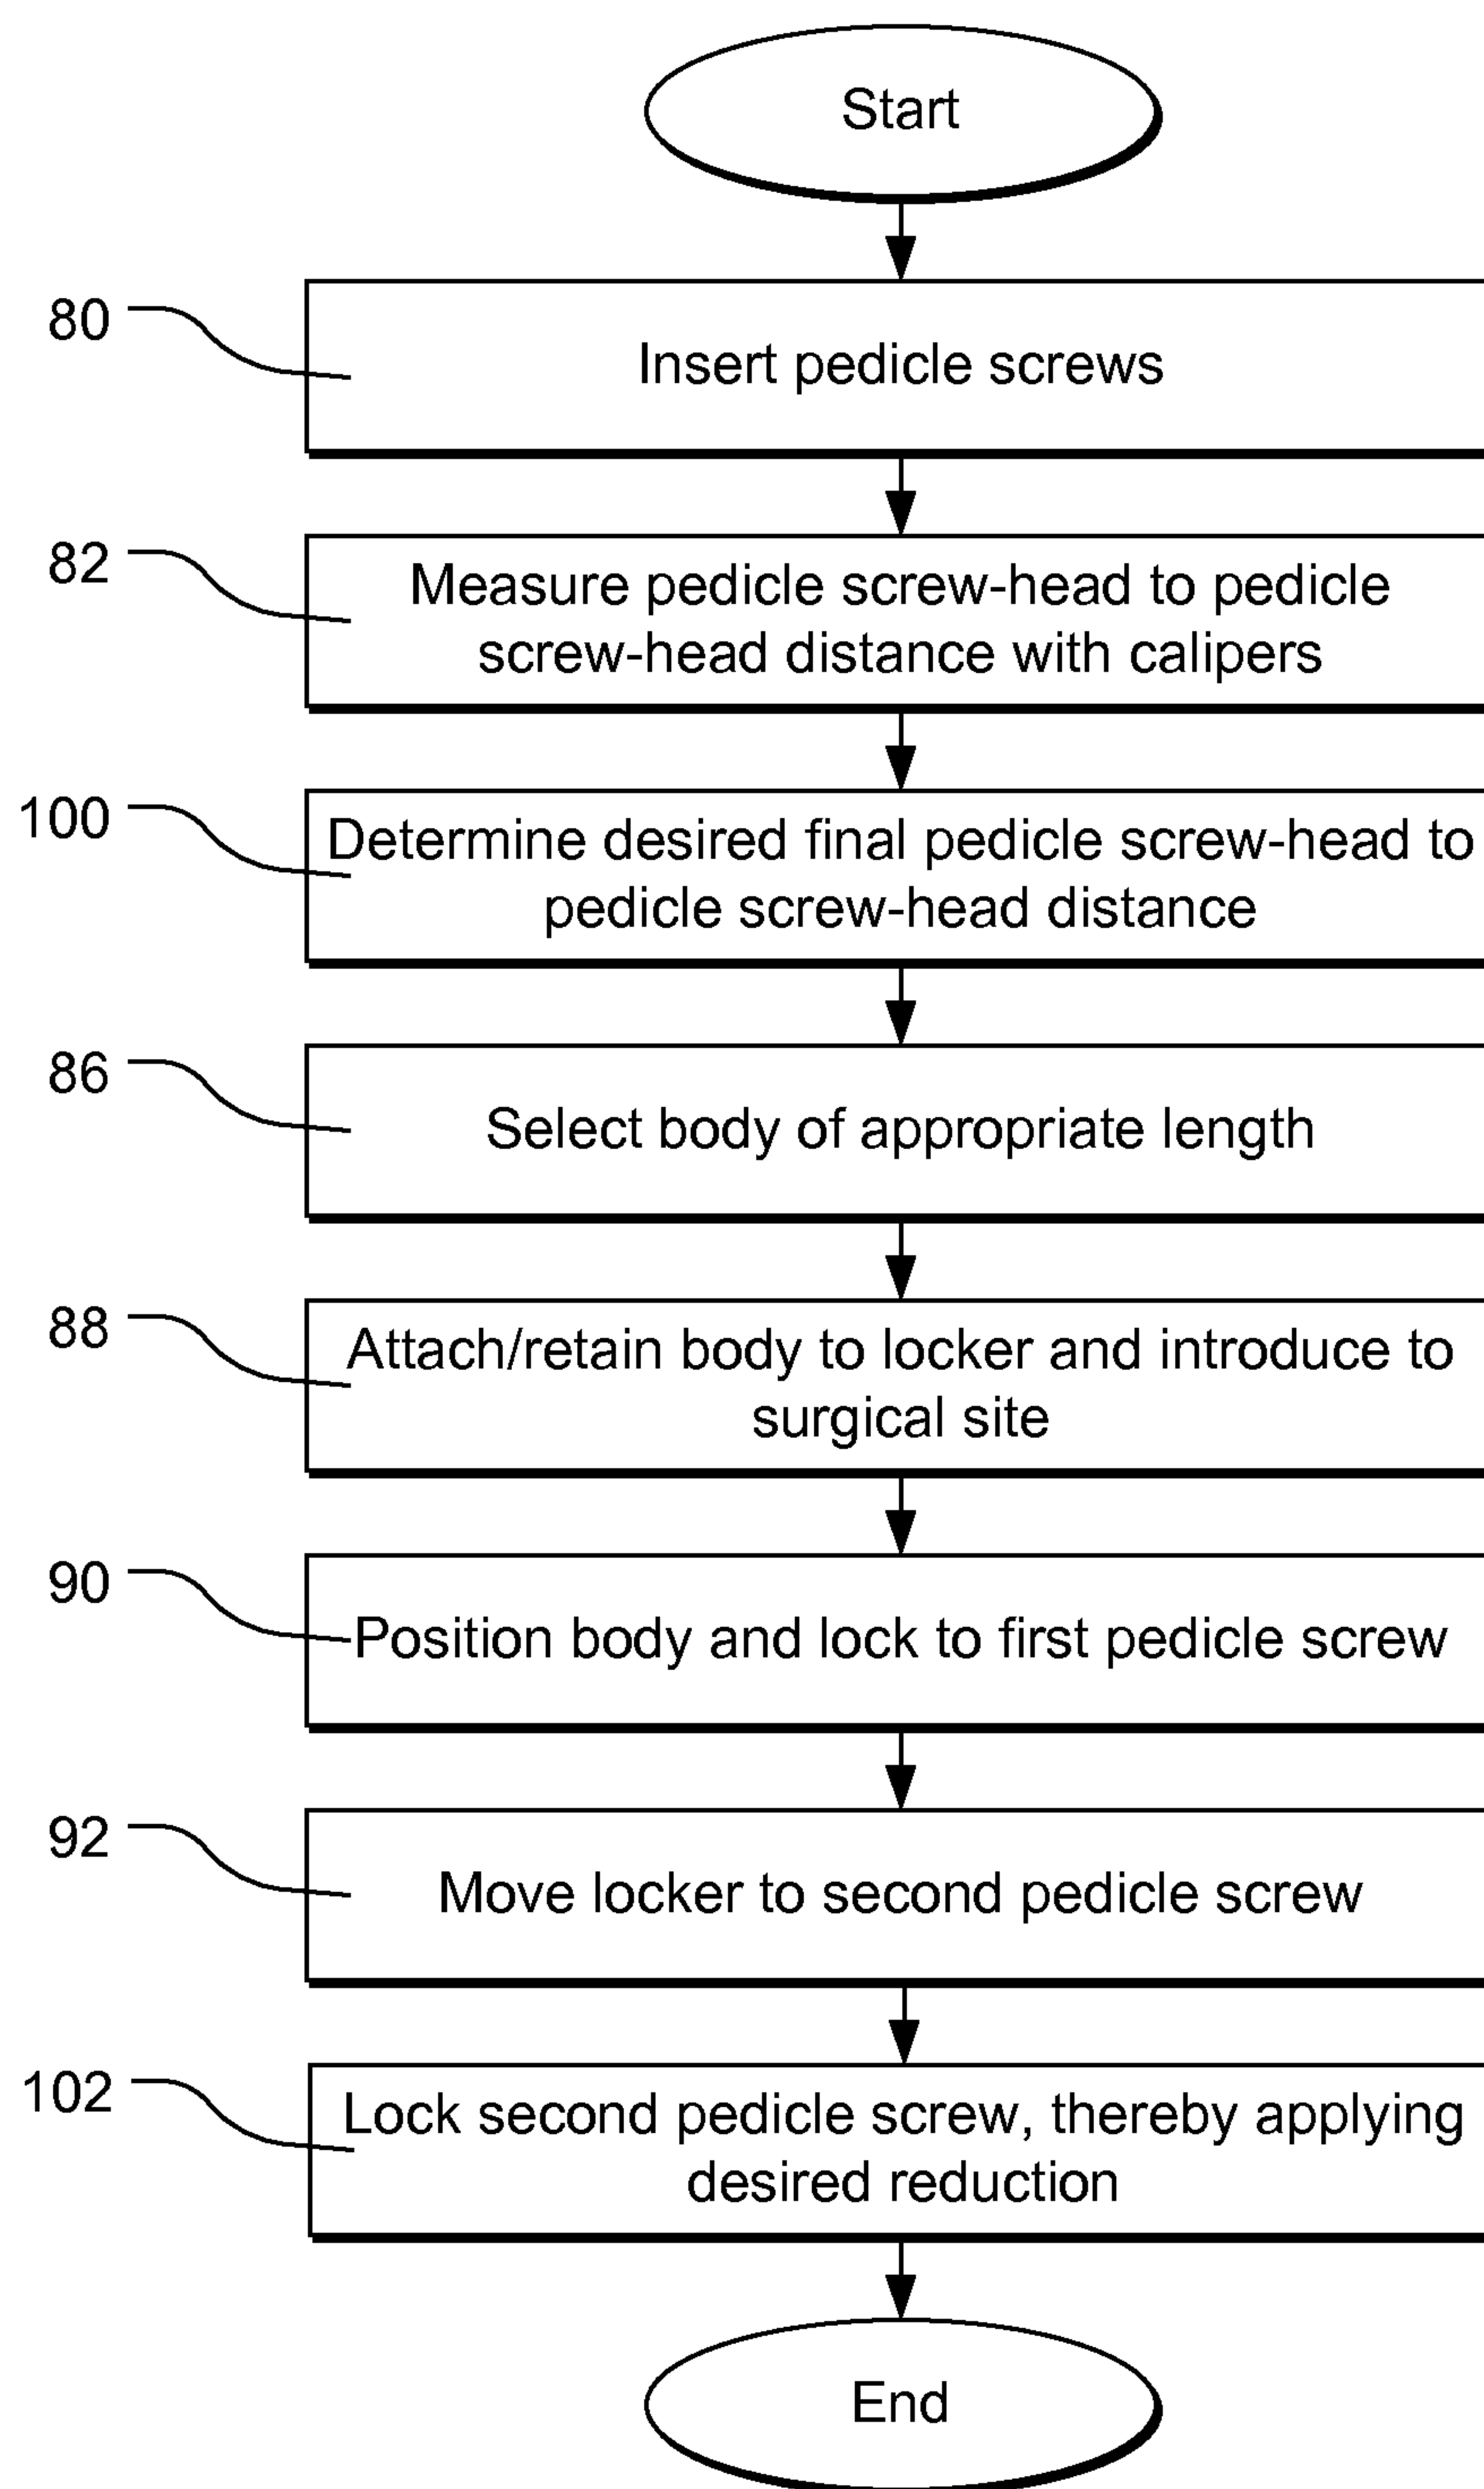 Start
80
Insert pedicle screws
82
Measure pedicle screw-head to pedicle
screw-head distance with calipers
100
Determine desired final pedicle screw-head to
pedicle screw-head distance
86
Select body of appropriate length
88
Attach/retain body to locker and introduce to
surgical site
90
Position body and lock to first pedicle screw
92
Move locker to second pedicle screw
102
Lock second pedicle screw, thereby applying
desired reduction
End